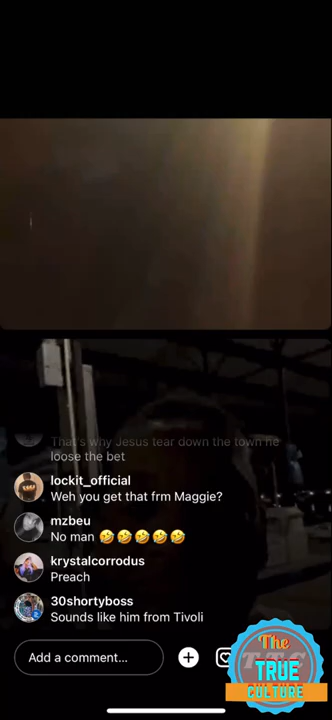 That's why Jesus tear down the town he
loose the bet
lockit_official
Weh you get that frm Maggie?
mzbeu
No man 🤣🤣🤣🤣🤣
krystalcorrodus
Preach
30shortyboss
Sounds like him from Tivoli
Add a comment...
The
T.T.C
TRUE
CULTURE